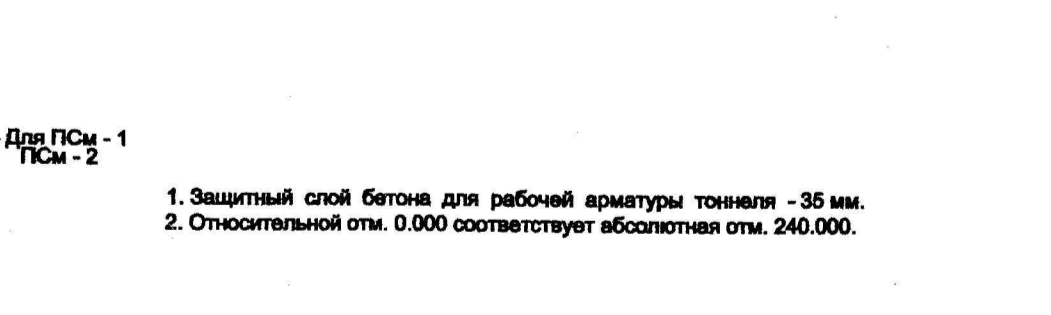 Для ПСм - 1
ПСм - 2
1. Защитный слой бетона для рабочей арматуры тоннеля - 35 мм.
2. Относительной отм. 0.000 соответствует абсолютная отм. 240.000.